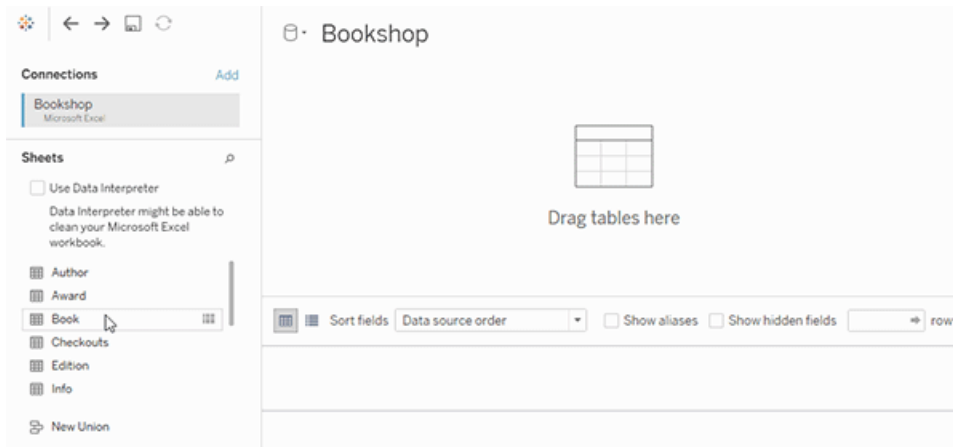 Bookshop
Connections Add
Bookshop
Microsoft Excel
Sheets
Use Data Interpreter
Data Interpreter might be able to
clean your Microsoft Excel
workbook.
Author
Award
Book
Checkouts
Edition
Info
New Union
Drag tables here
Sort fields Data source order Show aliases Show hidden fields row